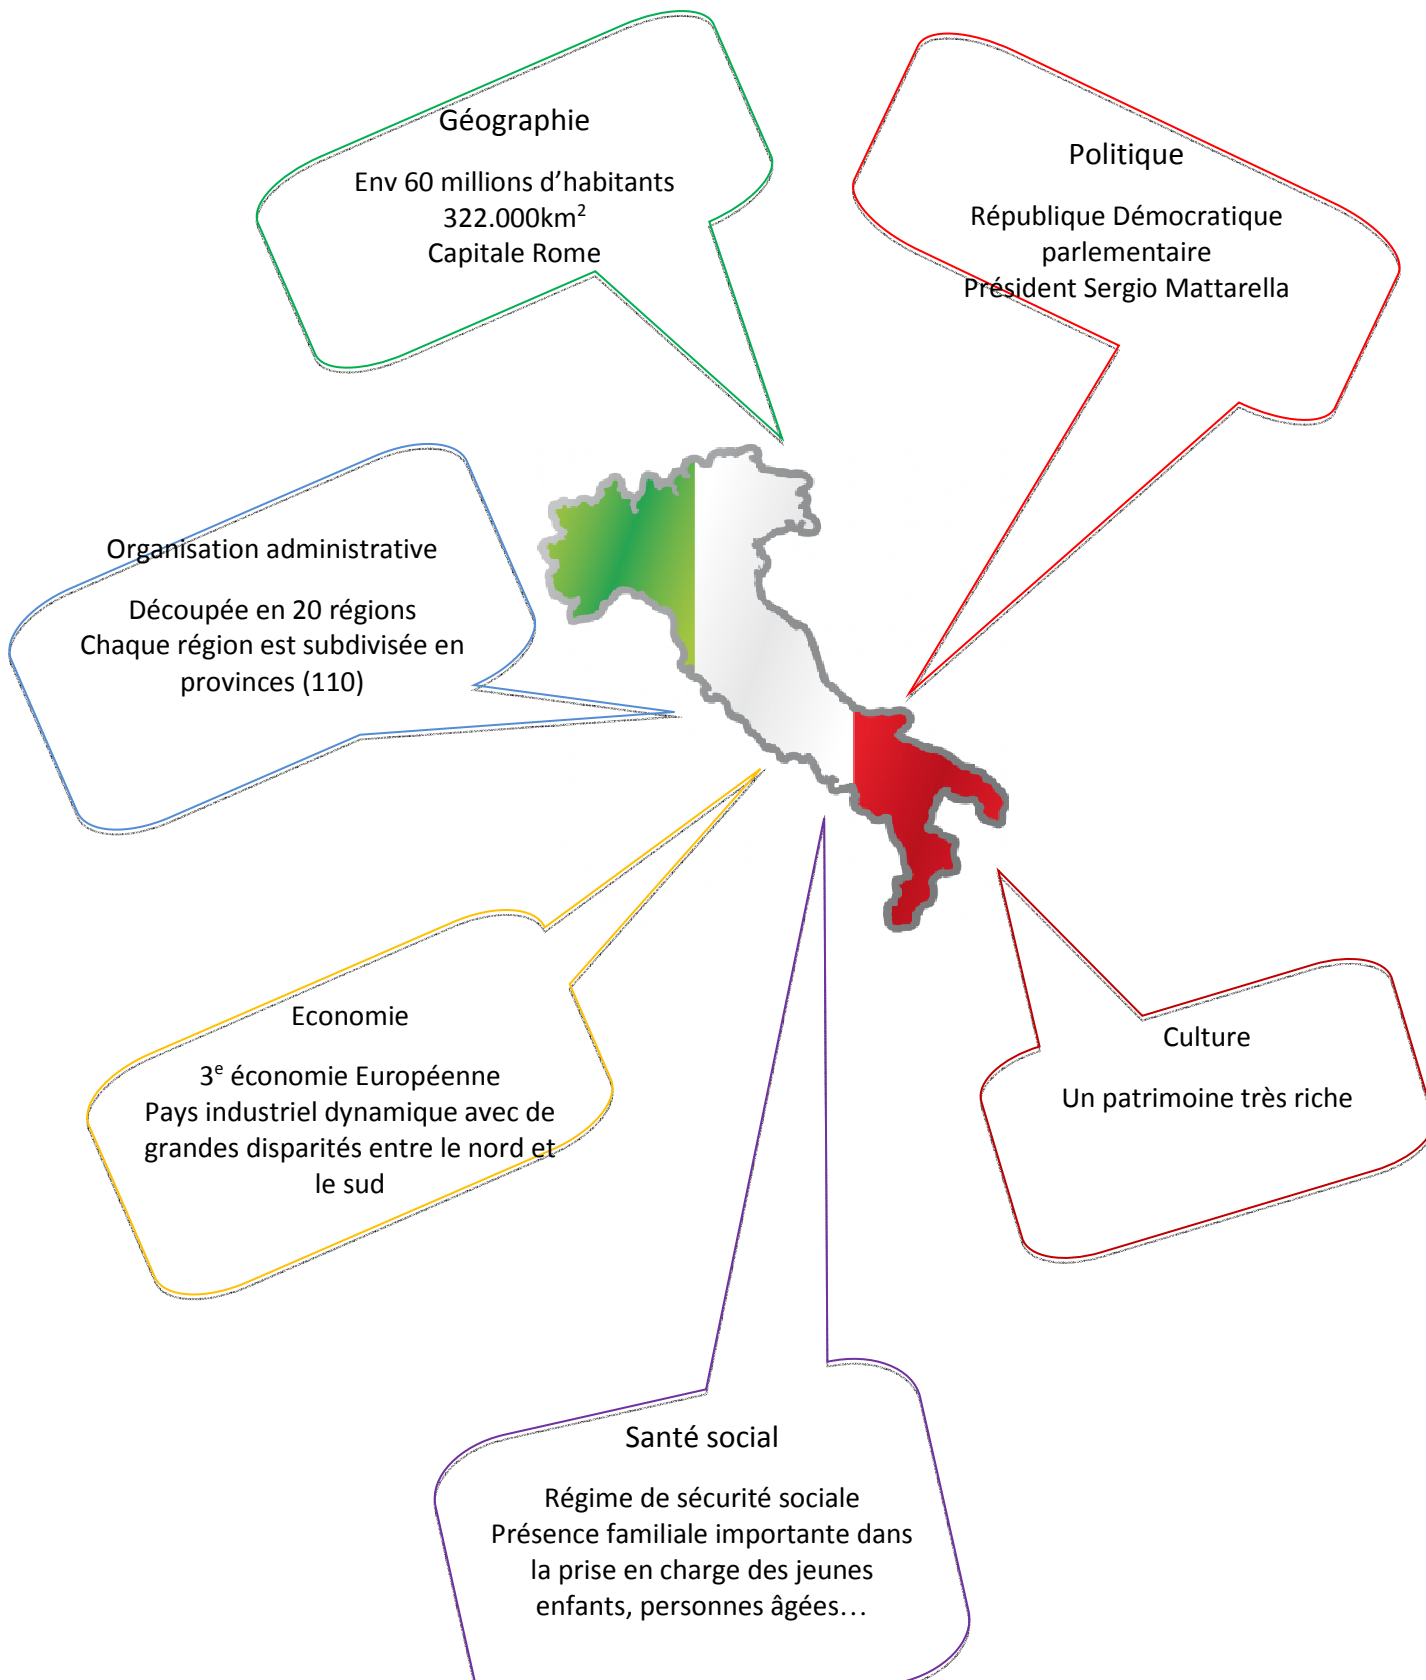 Géographie
Env 60 millions d’habitants
322.000km²
Capitale Rome
Politique
République Démocratique
parlementaire
Président Sergio Mattarella
Organisation administrative
Découpée en 20 régions
Chaque région est subdivisée en
provinces (110)
Economie
3ᵉ économie Européenne
Pays industriel dynamique avec de
grandes disparités entre le nord et
le sud
Culture
Un patrimoine très riche
Santé social
Régime de sécurité sociale
Présence familiale importante dans
la prise en charge des jeunes
enfants, personnes âgées…